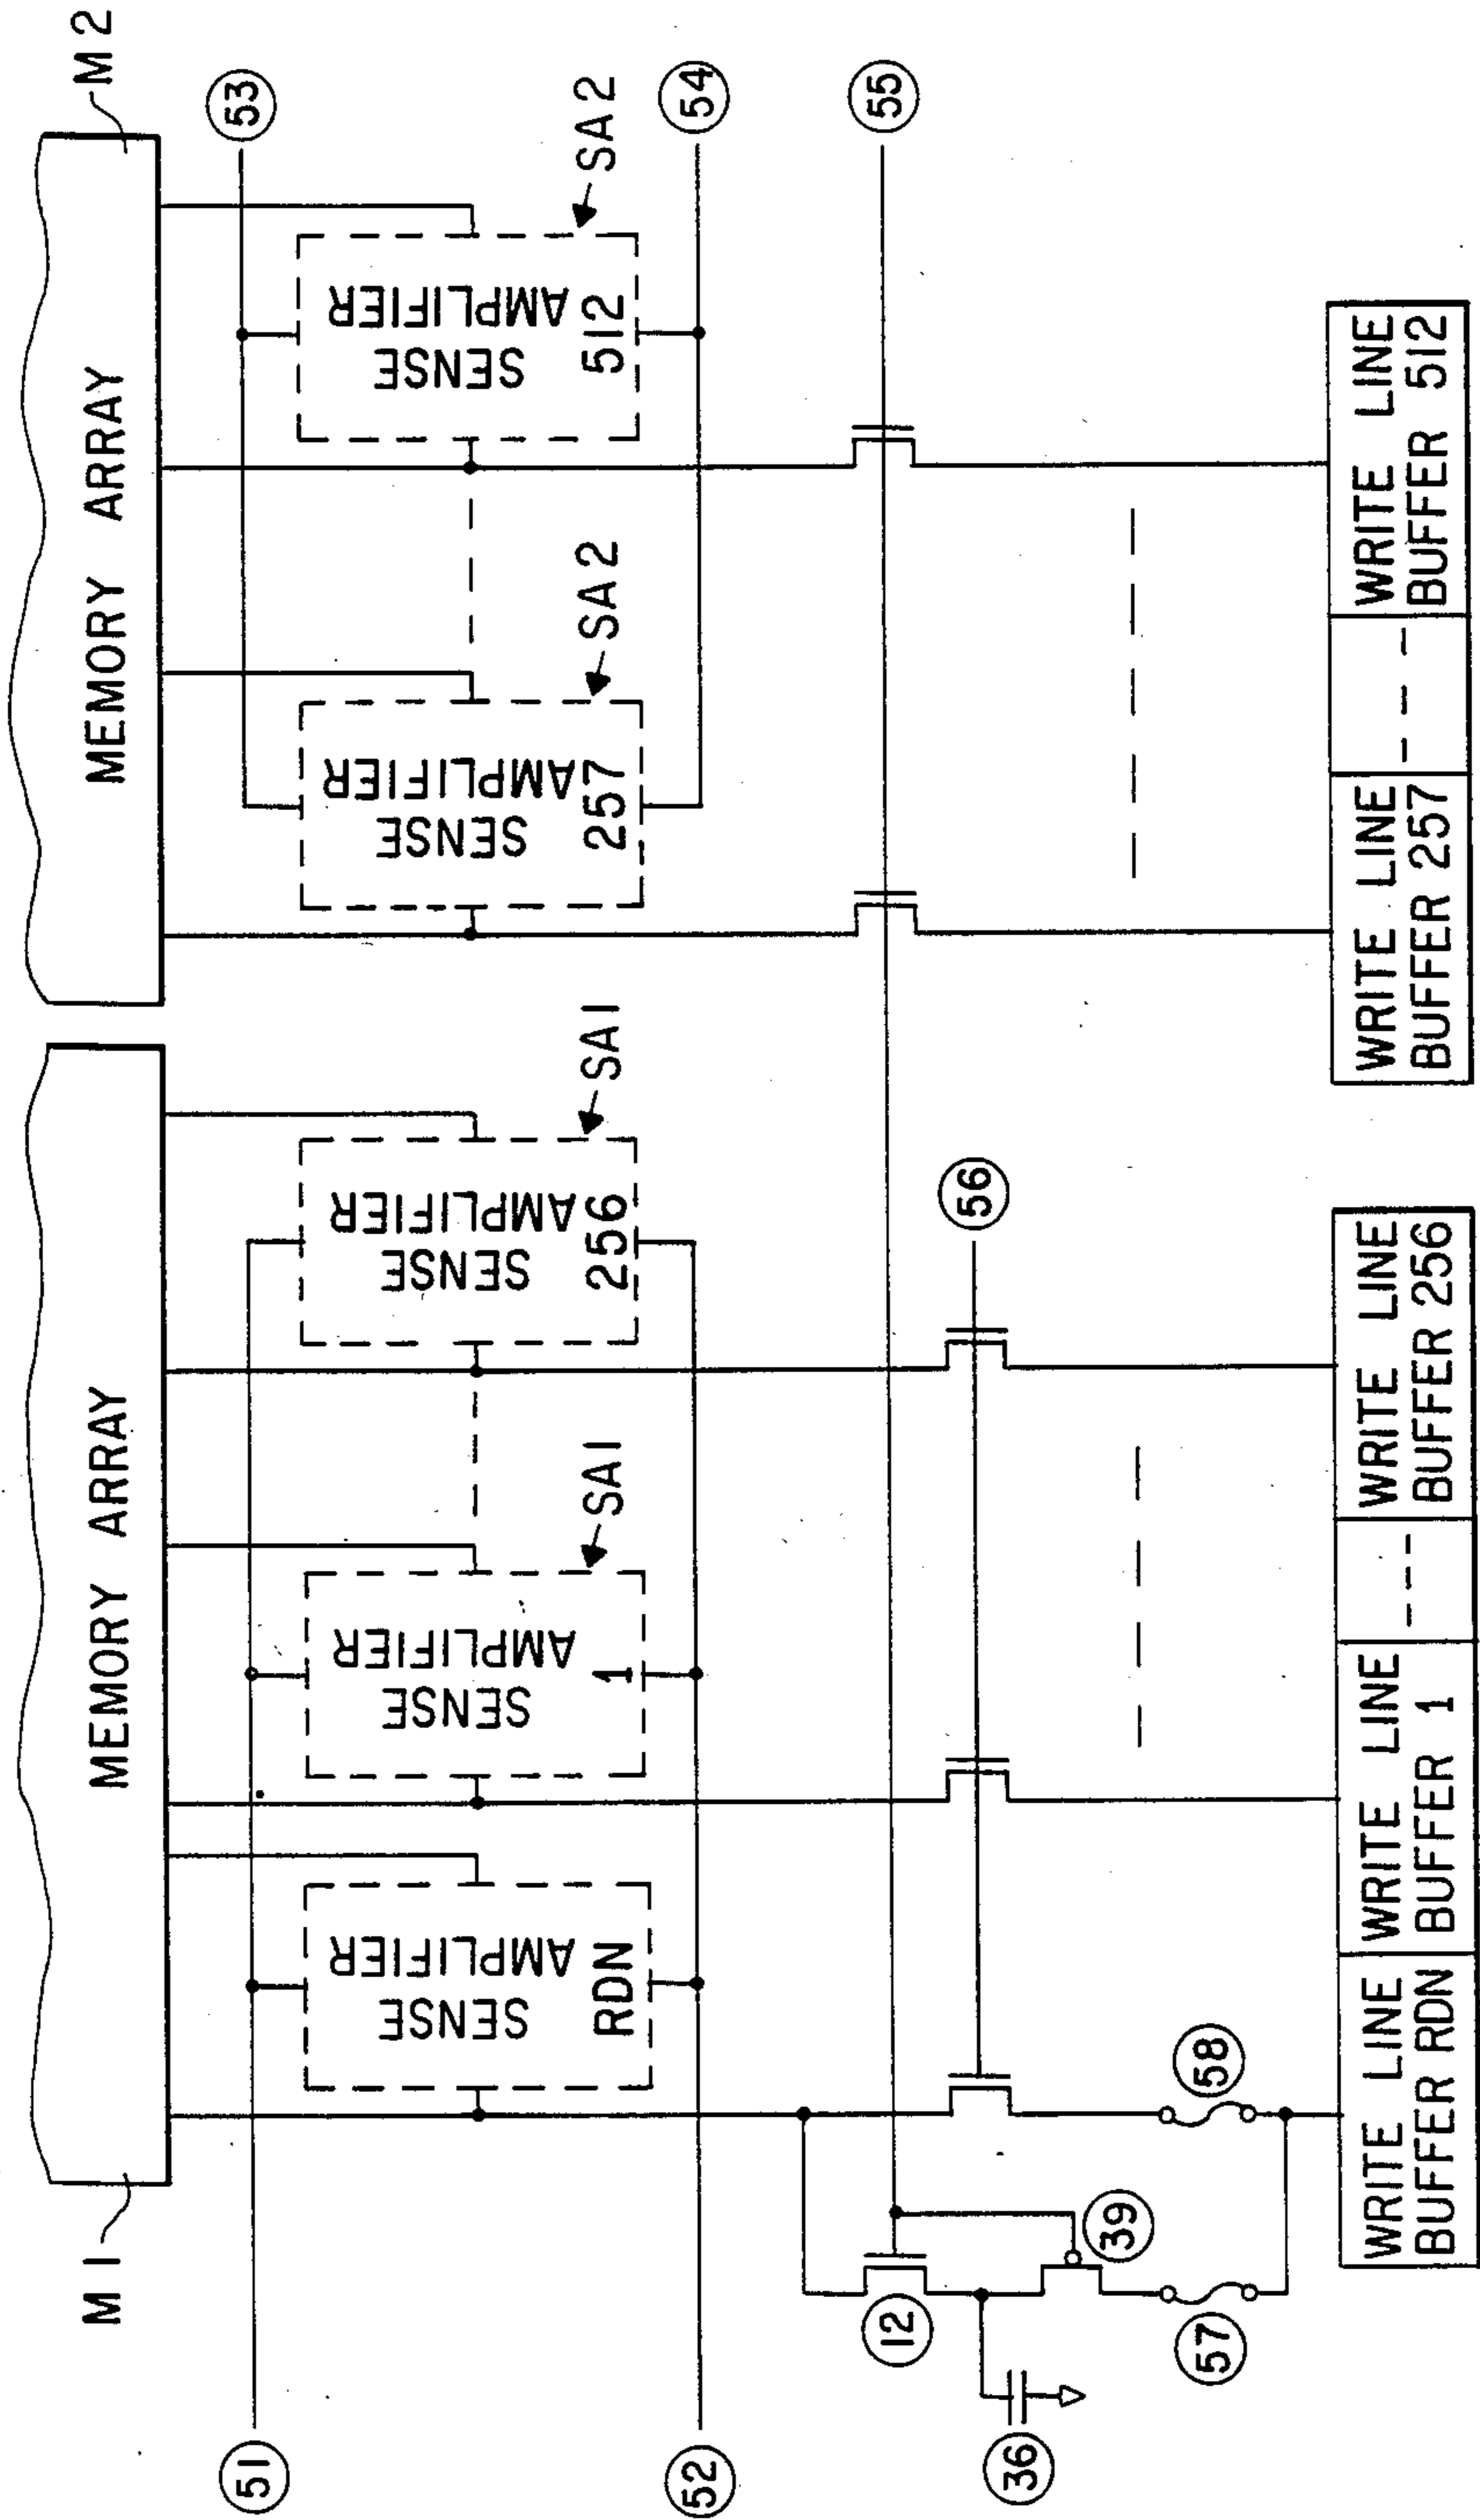 M1
M2
MEMORY ARRAY
MEMORY ARRAY
51
53
SENSE
AMPLIFIER
RDN
SENSE
AMPLIFIER
1
SA1
SENSE
AMPLIFIER
256
SA1
SENSE
AMPLIFIER
257
SA2
SENSE
AMPLIFIER
512
SA2
52
54
12
55
36
39
56
57
58
WRITE LINE
BUFFER RDN
WRITE LINE
BUFFER 1
WRITE LINE
BUFFER 256
WRITE LINE
BUFFER 257
WRITE LINE
BUFFER 512